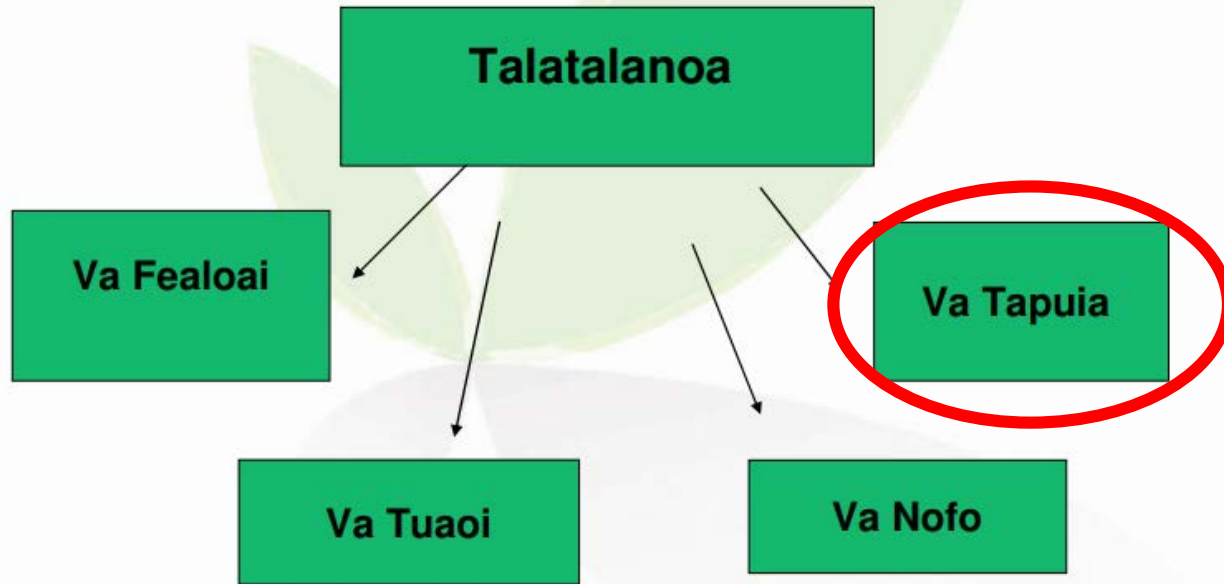 Talatalanoa
Va Fealoai
Va Tapuia
Va Tuaoi
Va Nofo